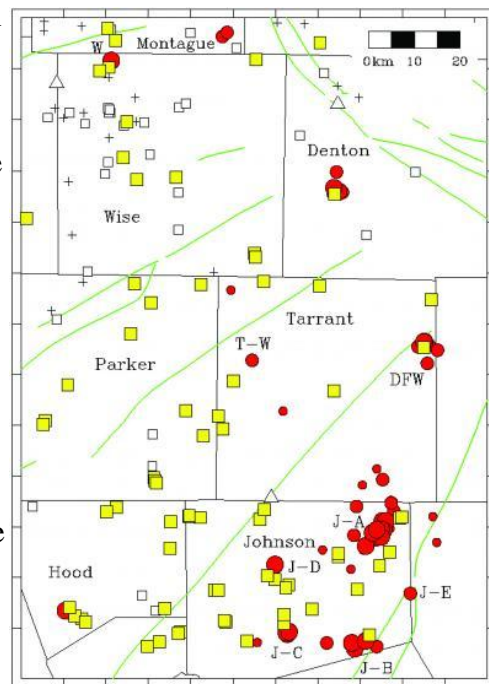 W
Montague
0km 10 20
Denton
Wise
Tarrant
T-W
Parker
DFW
J-A
Johnson
J-D
Hood
J-E
J-C
J-B